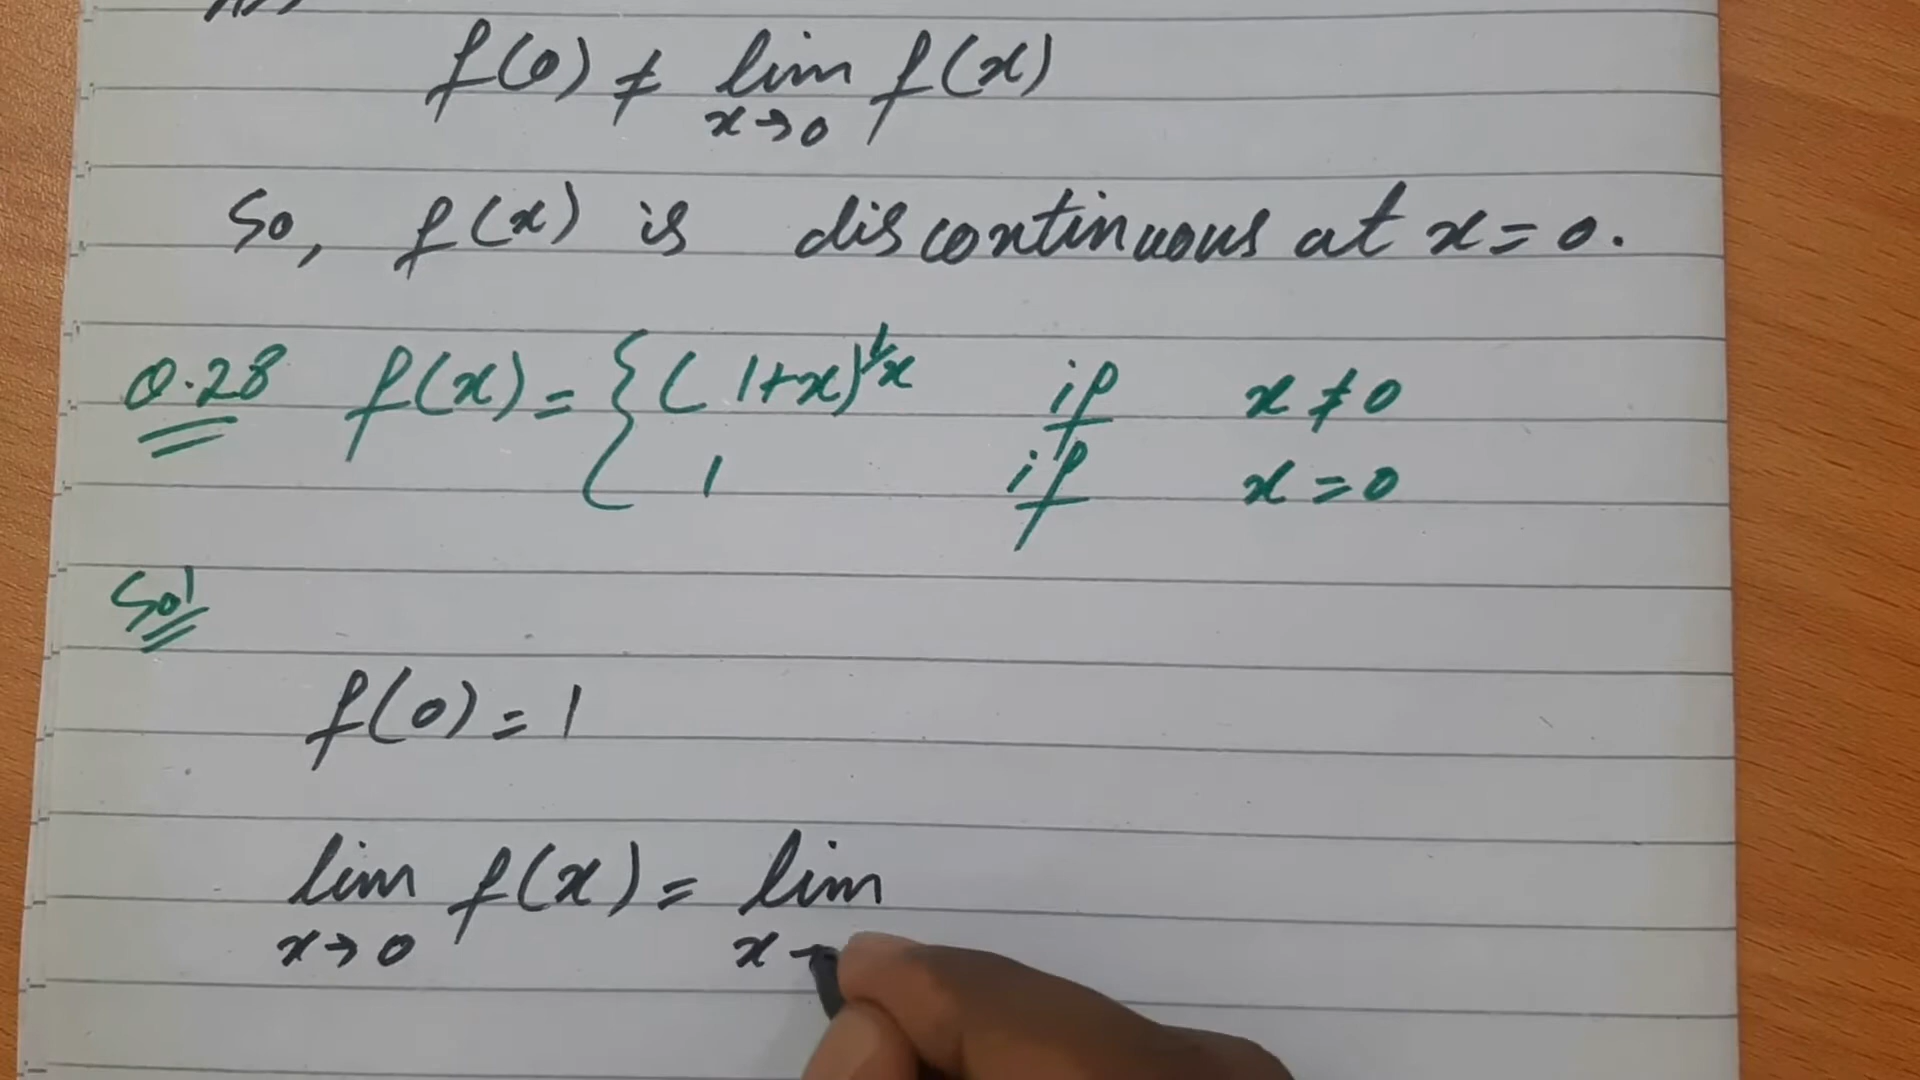 f(0) ≠ lim f(x)
x→0
So, f(x) is discontinuous at x=0.
Q.28 f(x) = { (1+x)^1/x if x≠0
1 if x=0
Sol
f(0)=1
lim f(x) = lim
x→0 x→